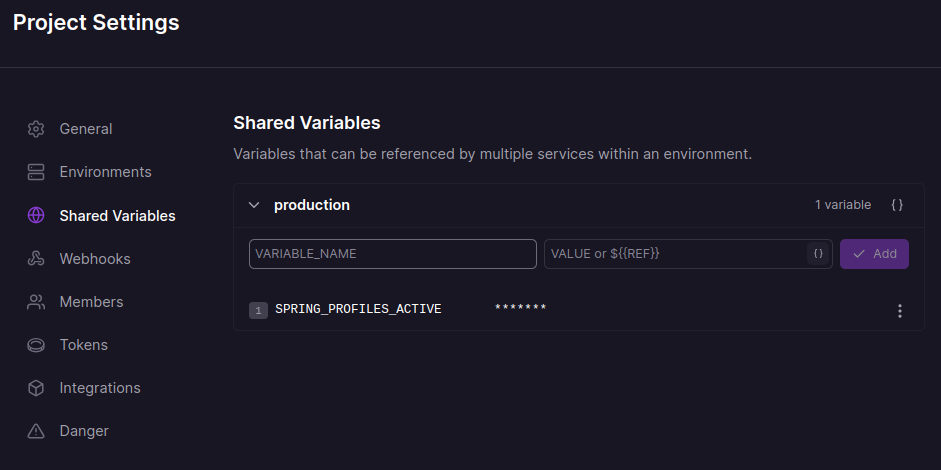 Project Settings
General
Environments
Shared Variables
Webhooks
Members
Tokens
Integrations
Danger
Shared Variables
Variables that can be referenced by multiple services within an environment.
production 1 variable {}
VARIABLE_NAME VALUE or ${{REF}} {} Add
1 SPRING_PROFILES_ACTIVE *******